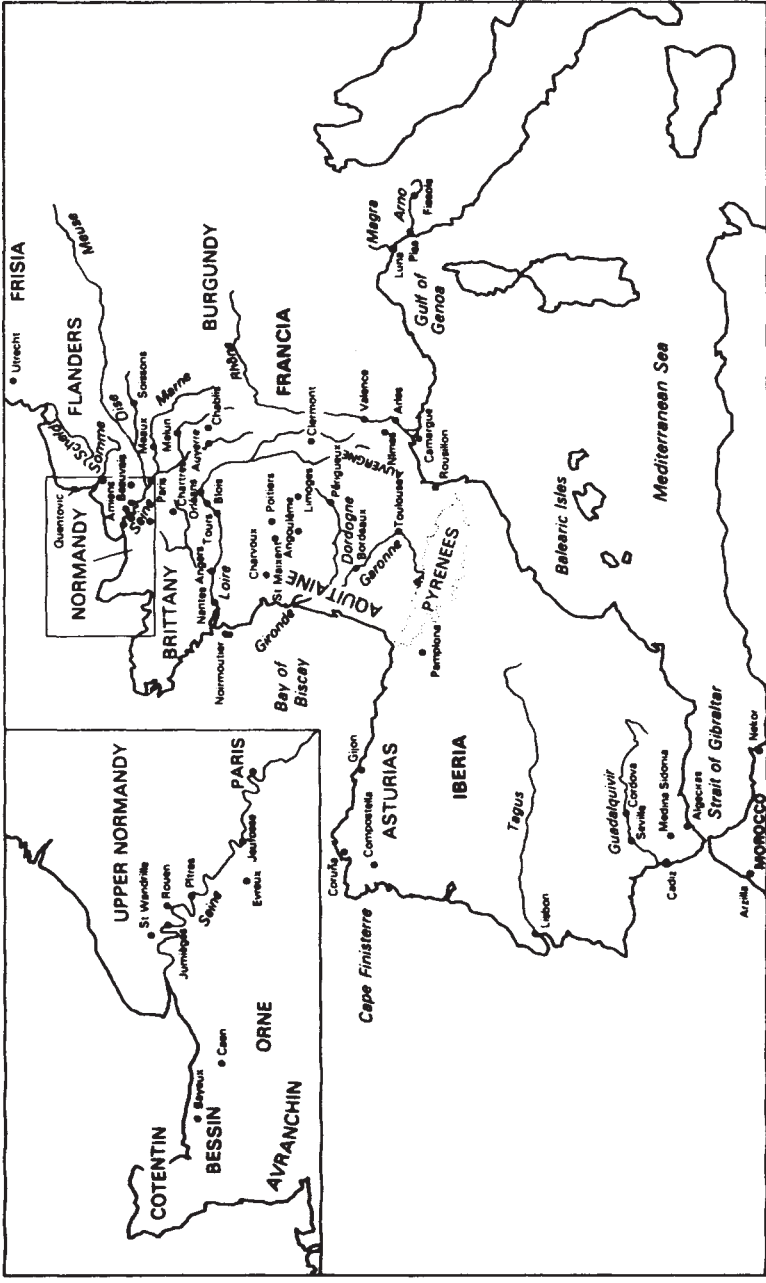 COTENTIN
BESSIN
AVRANCHIN
Bayeux
Caen
ORNE
UPPER NORMANDY
St Wandrille
Rouen
Pîtres
Jumièges
Seine
Evreux
Jeufosse
PARIS
FRISIA
Utrecht
FLANDERS
Scheldt
Somme
Meuse
Quentovic
NORMANDY
Amiens
Beauvais
Oise
Soissons
Seine
Meaux
Marne
Paris
Melun
BRITTANY
Chartres
Orléans
Auxerre
Chablis
BURGUNDY
Nantes
Angers
Tours
Blois
Loire
Noirmoutier
Rhône
FRANCIA
Charroux
Poitiers
St Maixent
Angoulême
Limoges
Clermont
AQUITAINE
Gironde
Périgueux
AUVERGNE
Dordogne
Bordeaux
Garonne
Toulouse
Valence
Nîmes
Arles
Camargue
Rousillon
Bay of
Biscay
PYRENEES
Pamplona
(Magra
Arno
Luna
Pisa
Fiesole
Gulf of
Genoa
Coruña
Gijon
Compostella
ASTURIAS
Cape Finisterre
IBERIA
Tagus
Lisbon
Balearic Isles
Mediterranean Sea
Guadalquivir
Cordova
Seville
Medina Sidonia
Cadiz
Algeciras
Strait of Gibraltar
Arzilla
MOROCCO
Nekor